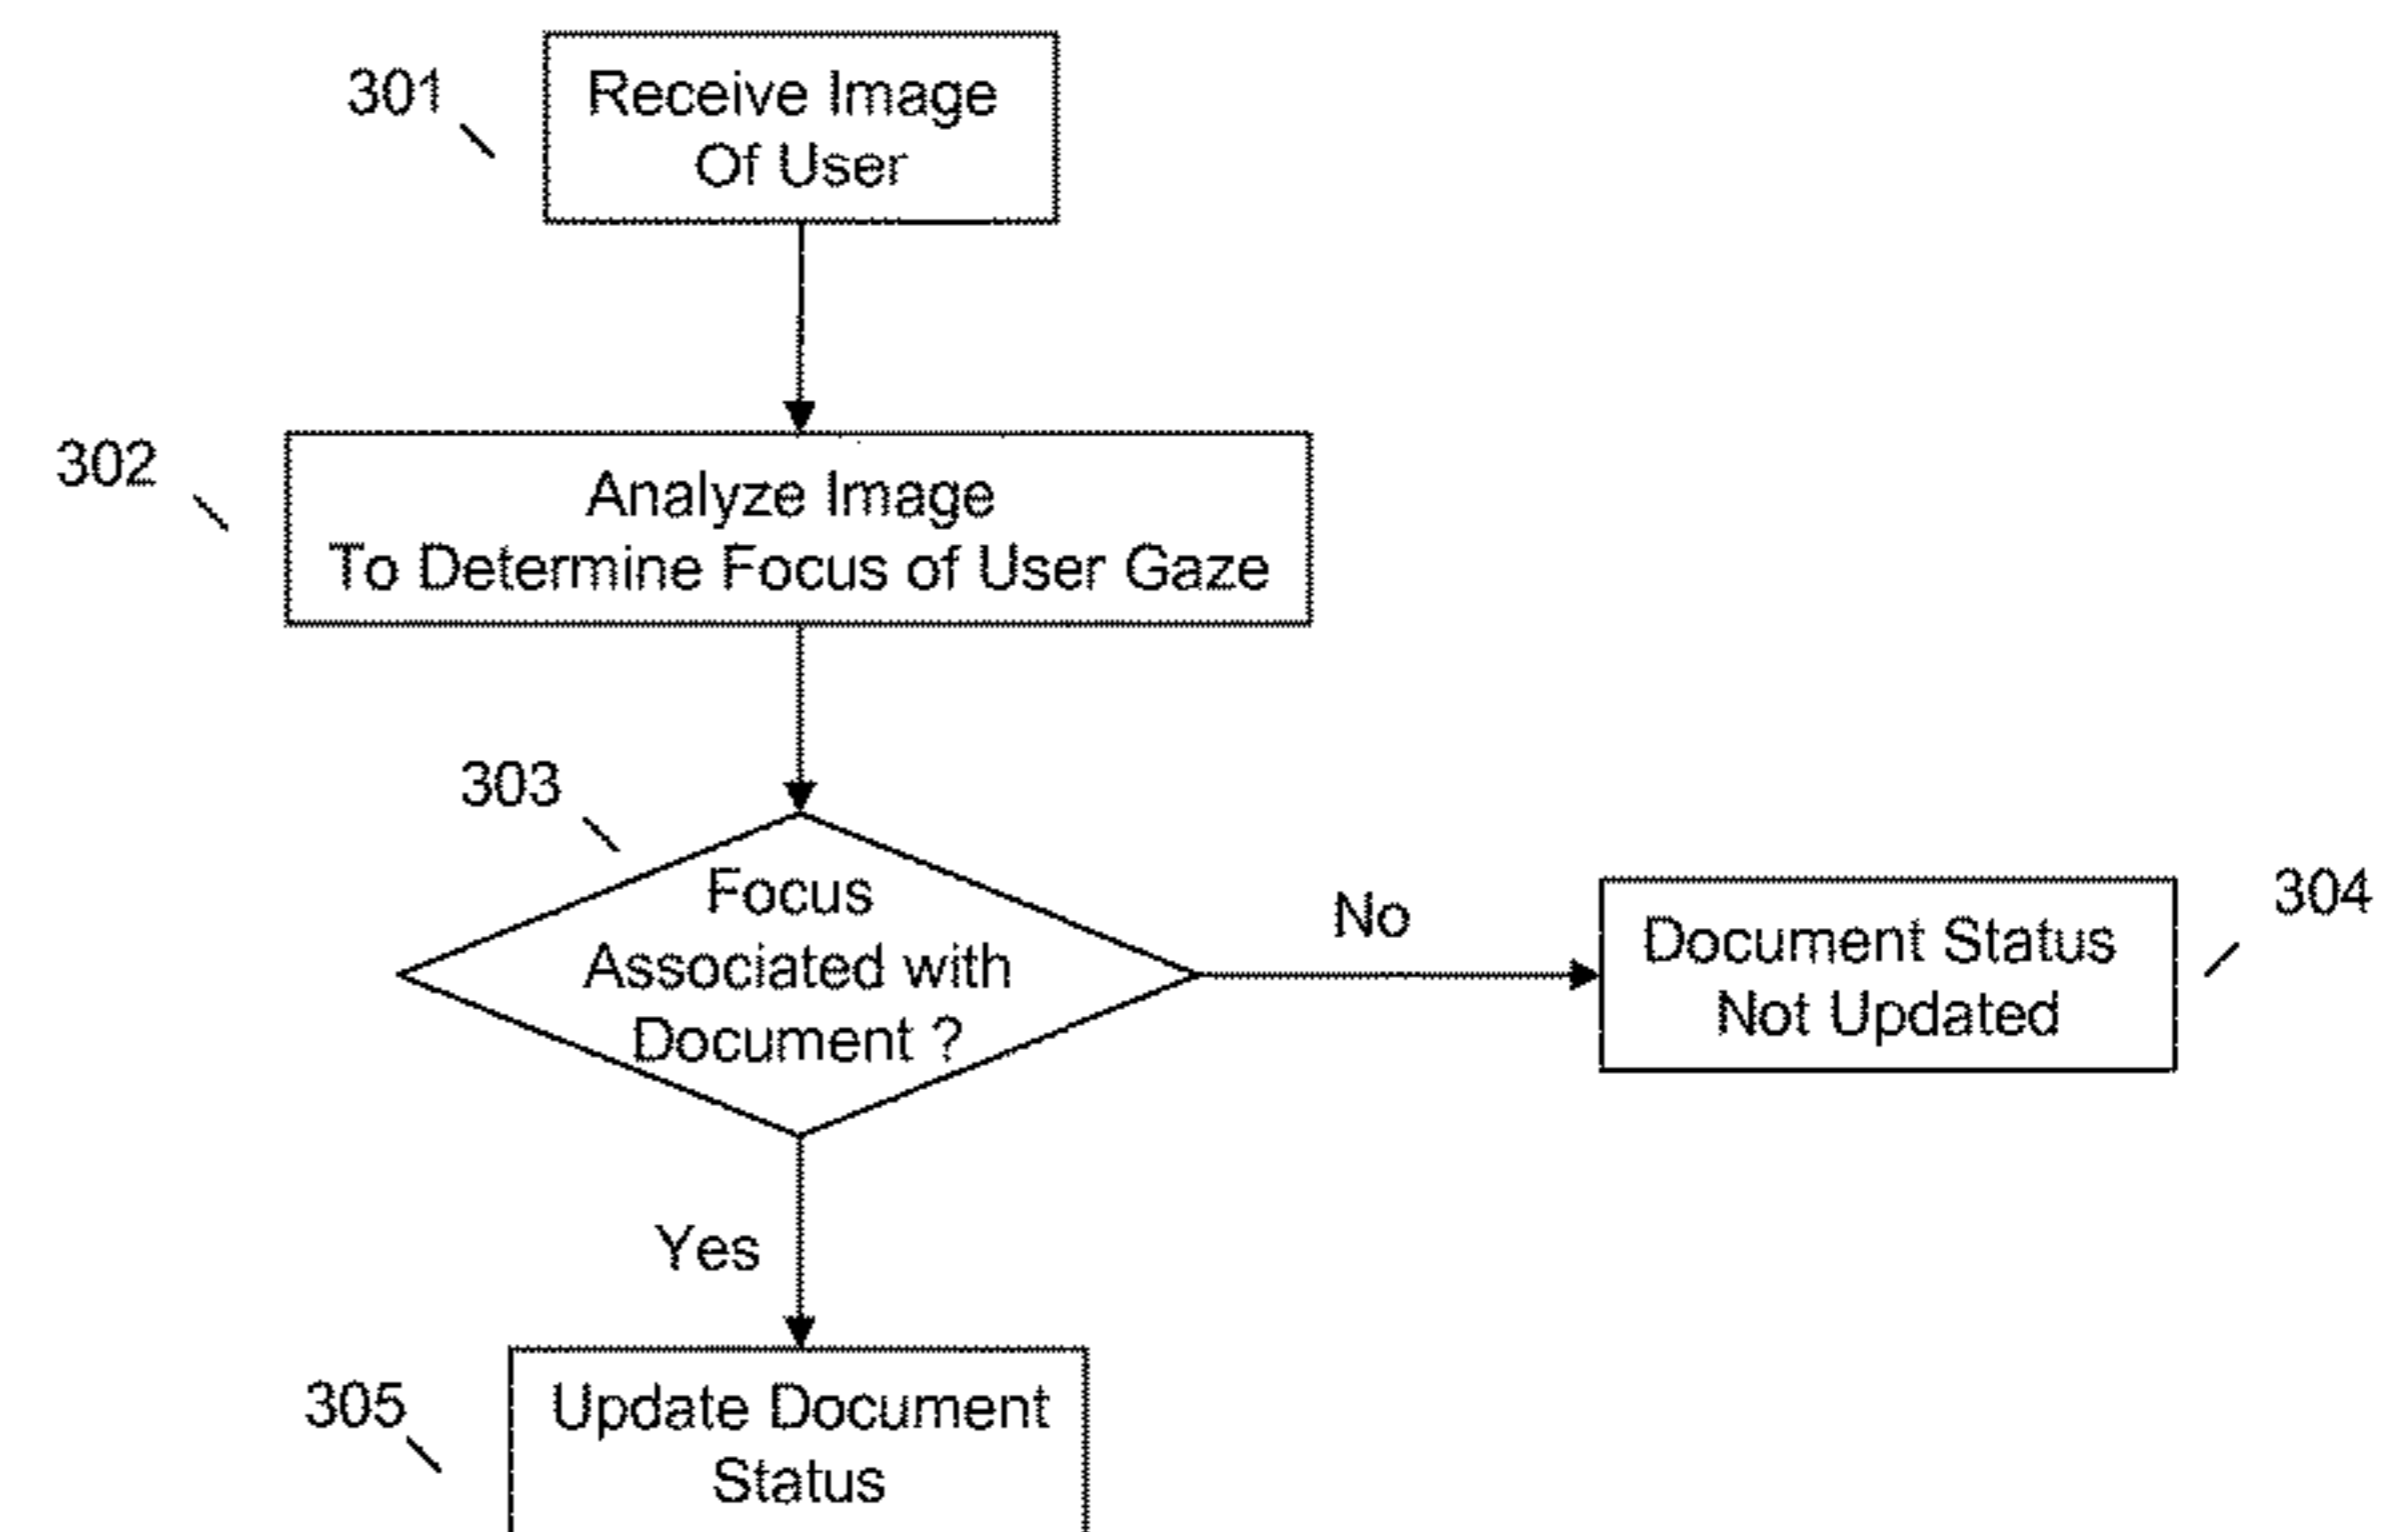 301
Receive Image
Of User
302
Analyze Image
To Determine Focus of User Gaze
303
Focus
Associated with
Document ?
No
Document Status
Not Updated
304
Yes
305
Update Document
Status